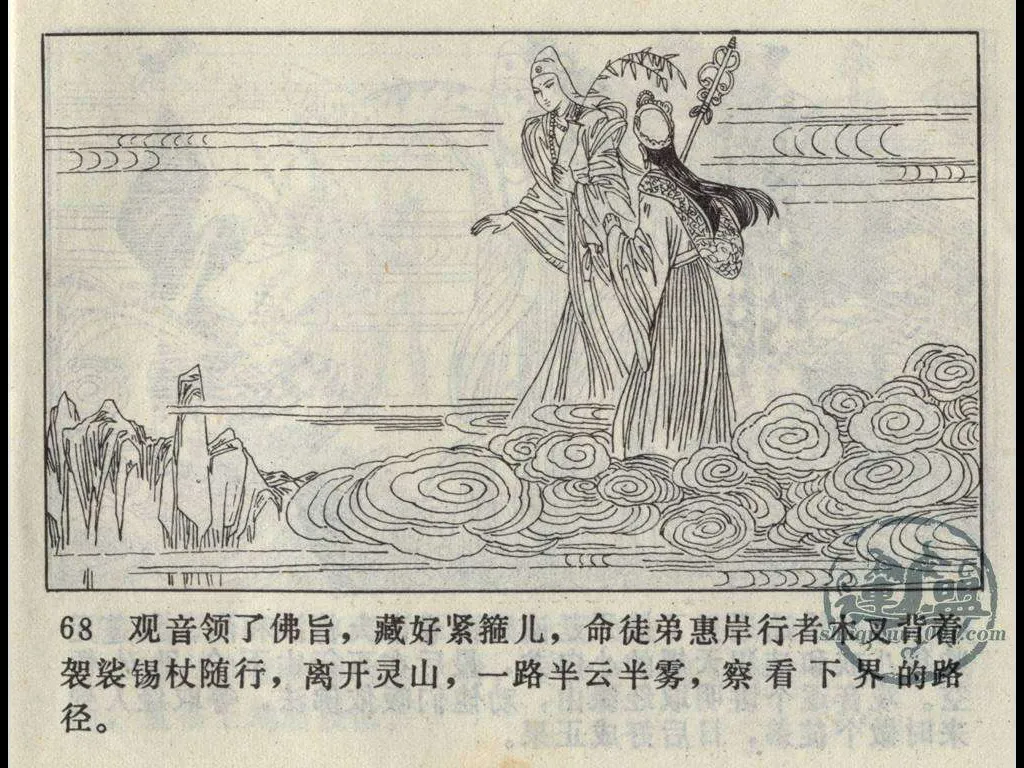 68 观音领了佛旨，藏好紧箍儿，命徒弟惠岸行者木叉背着
袈裟锡杖随行，离开灵山，一路半云半雾，察看下界的路
径。